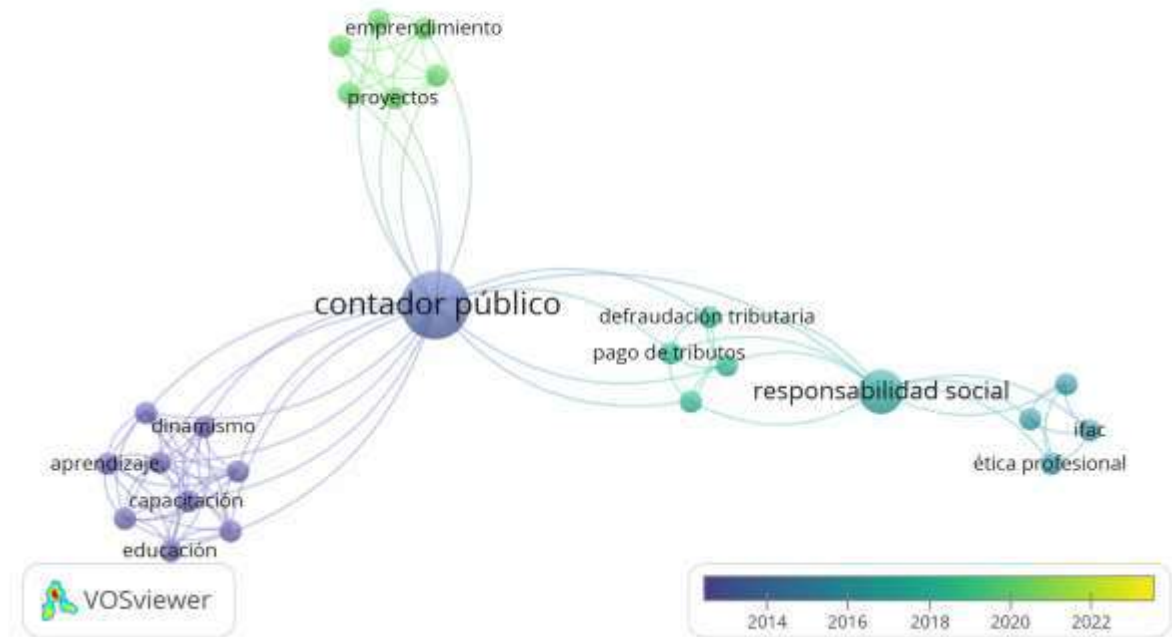 emprendimiento
proyectos
contador público
defraudación tributaria
pago de tributos
responsabilidad social
ifac
ética profesional
dinamismo
aprendizaje
capacitación
educación
VOSviewer
2014 2016 2018 2020 2022